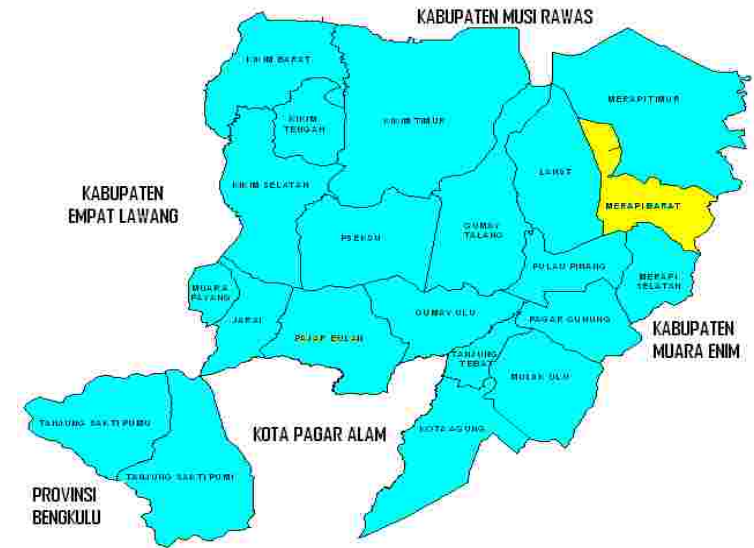 KABUPATEN MUSI RAWAS
KIKIM BARAT
MERAPI TIMUR
KIKIM
TENGAH
KIKIM TIMUR
LAHAT
KIKIM SELATAN
KABUPATEN
EMPAT LAWANG
MERAPI BARAT
GUMAY
TALANG
PSEKSU
PULAU PINANG
MERAPI
SELATAN
MUARA
PAYANG
JARAI
GUMAY ULU
PAGAR GUNUNG
KABUPATEN
MUARA ENIM
PAJAR BULAN
TANJUNG
TEBAT
MULAK ULU
TANJUNG SAKTI PUMU
KOTA PAGAR ALAM
KOTA AGUNG
TANJUNG SAKTI PUMI
PROVINSI
BENGKULU